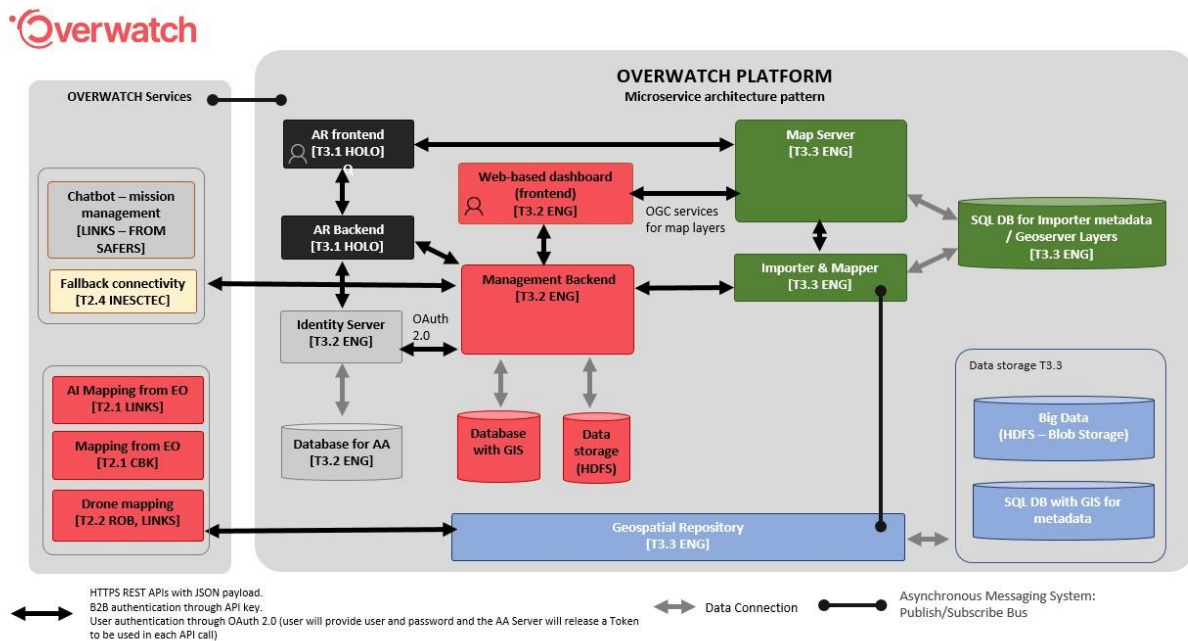 Overwatch
OVERWATCH PLATFORM
Microservice architecture pattern
OVERWATCH Services
Chatbot – mission
management
[LINKS – FROM
SAFERS]
Fallback connectivity
[T2.4 INESCTEC]
AI Mapping from EO
[T2.1 LINKS]
Mapping from EO
[T2.1 CBK]
Drone mapping
[T2.2 ROB, LINKS]
AR frontend
[T3.1 HOLO]
AR Backend
[T3.1 HOLO]
Identity Server
[T3.2 ENG]
OAuth
2.0
Database for AA
[T3.2 ENG]
Web-based dashboard
(frontend)
[T3.2 ENG]
OGC services
for map layers
Management Backend
[T3.2 ENG]
Database
with GIS
Data
storage
(HDFS)
Map Server
[T3.3 ENG]
Importer & Mapper
[T3.3 ENG]
SQL DB for Importer metadata
/ Geoserver Layers
[T3.3 ENG]
Data storage T3.3
Big Data
(HDFS – Blob Storage)
SQL DB with GIS for
metadata
Geospatial Repository
[T3.3 ENG]
HTTPS REST APIs with JSON payload.
B2B authentication through API key.
User authentication through OAuth 2.0 (user will provide user and password and the AA Server will release a Token
to be used in each API call)
Data Connection
Asynchronous Messaging System:
Publish/Subscribe Bus